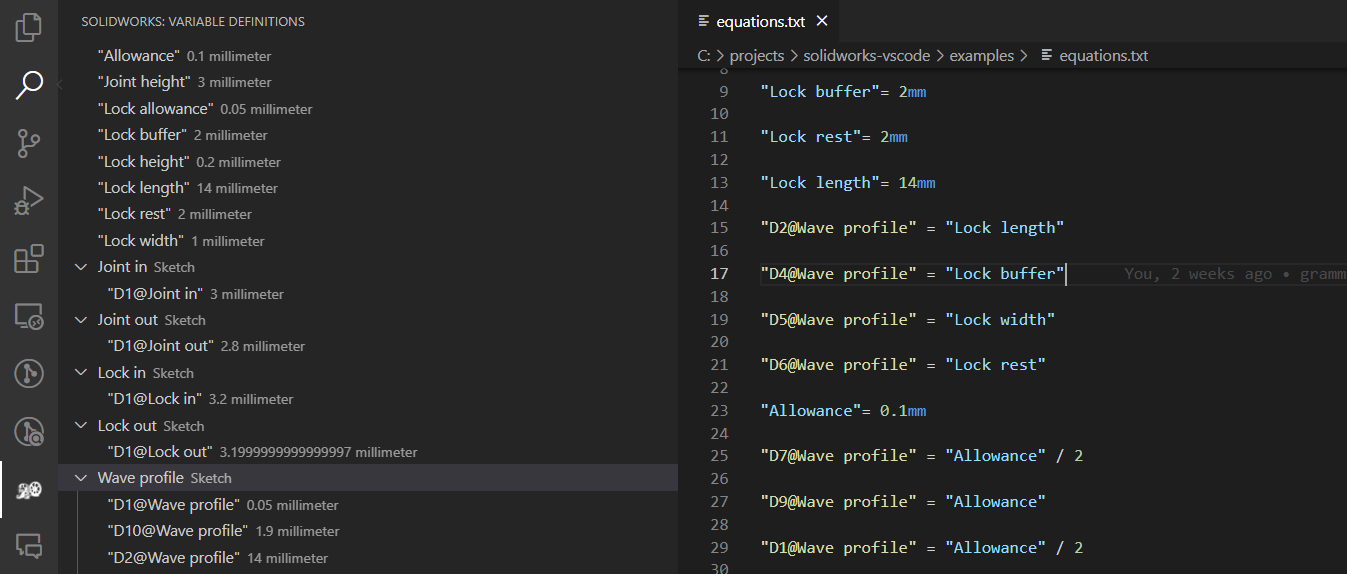 SOLIDWORKS: VARIABLE DEFINITIONS
"Allowance" 0.1 millimeter
"Joint height" 3 millimeter
"Lock allowance" 0.05 millimeter
"Lock buffer" 2 millimeter
"Lock height" 0.2 millimeter
"Lock length" 14 millimeter
"Lock rest" 2 millimeter
"Lock width" 1 millimeter
Joint in Sketch
"D1@Joint in" 3 millimeter
Joint out Sketch
"D1@Joint out" 2.8 millimeter
Lock in Sketch
"D1@Lock in" 3.2 millimeter
Lock out Sketch
"D1@Lock out" 3.1999999999999997 millimeter
Wave profile Sketch
"D1@Wave profile" 0.05 millimeter
"D10@Wave profile" 1.9 millimeter
"D2@Wave profile" 14 millimeter
equations.txt
C: > projects > solidworks-vscode > examples > equations.txt
8
9 "Lock buffer"= 2mm
10
11 "Lock rest"= 2mm
12
13 "Lock length"= 14mm
14
15 "D2@Wave profile" = "Lock length"
16
17 "D4@Wave profile" = "Lock buffer" You, 2 weeks ago • gramm
18
19 "D5@Wave profile" = "Lock width"
20
21 "D6@Wave profile" = "Lock rest"
22
23 "Allowance"= 0.1mm
24
25 "D7@Wave profile" = "Allowance" / 2
26
27 "D9@Wave profile" = "Allowance"
28
29 "D1@Wave profile" = "Allowance" / 2
30